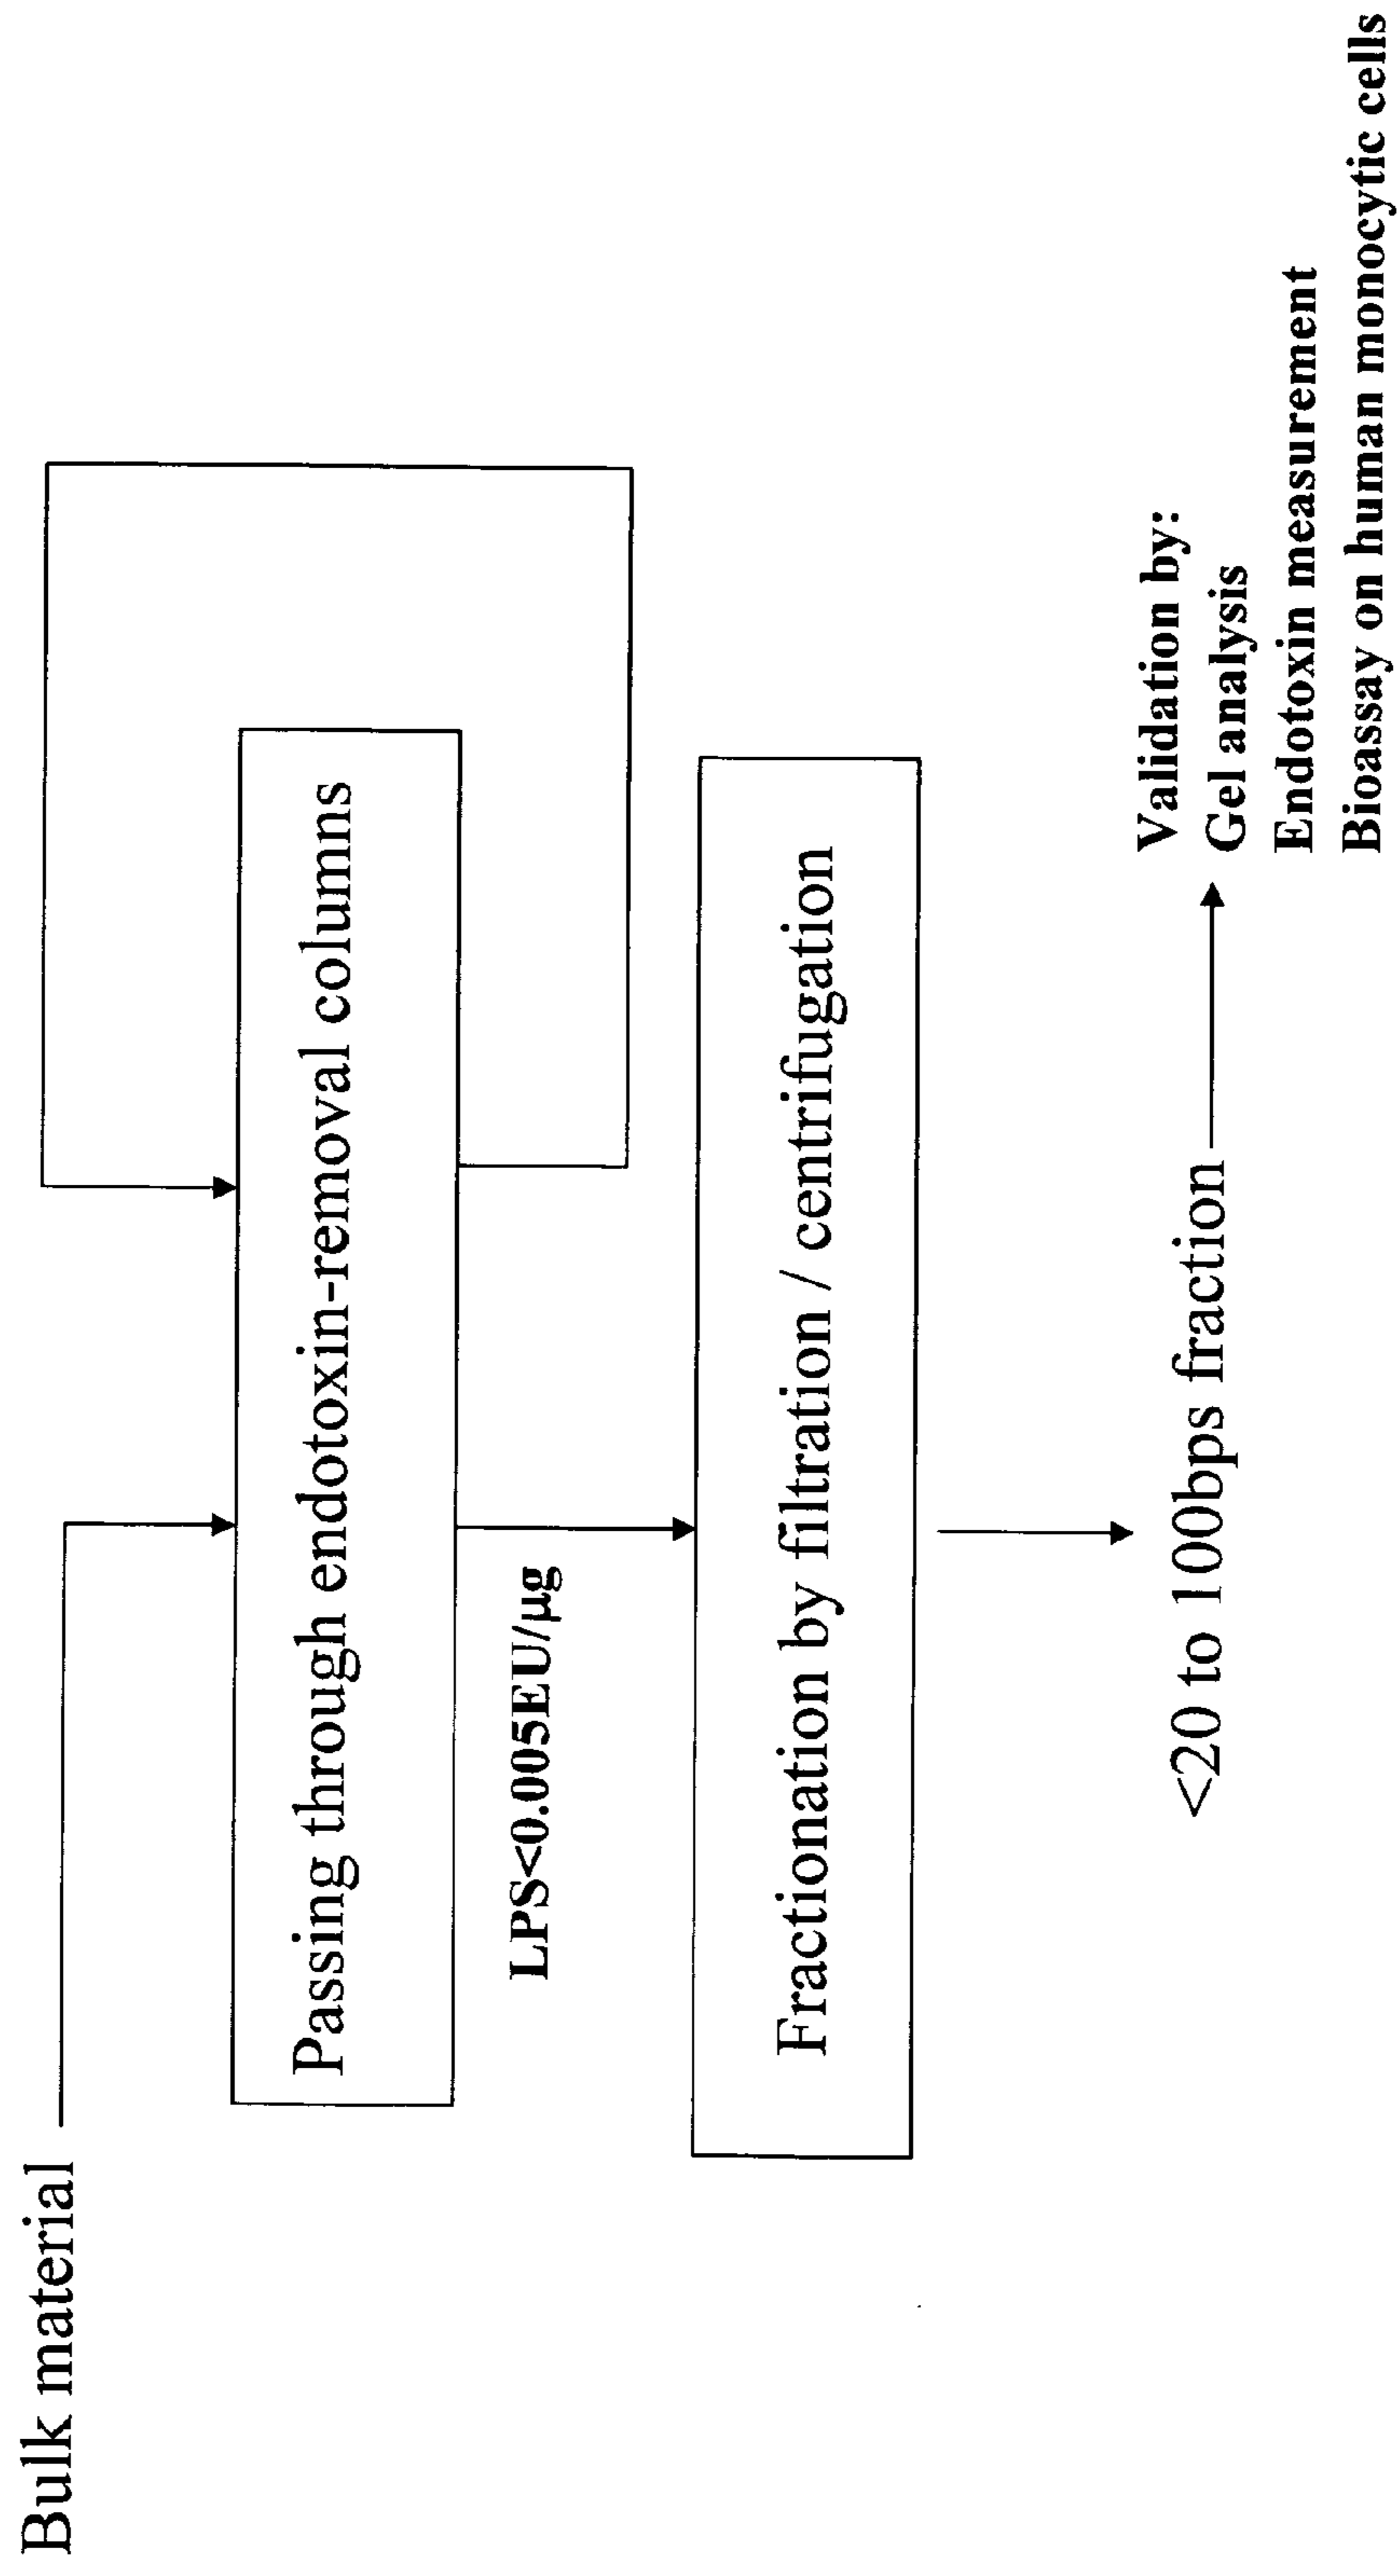 Bulk material
Passing through endotoxin-removal columns
LPS<0.005EU/µg
Fractionation by filtration / centrifugation
<20 to 100bps fraction
Validation by:
Gel analysis
Endotoxin measurement
Bioassay on human monocytic cells